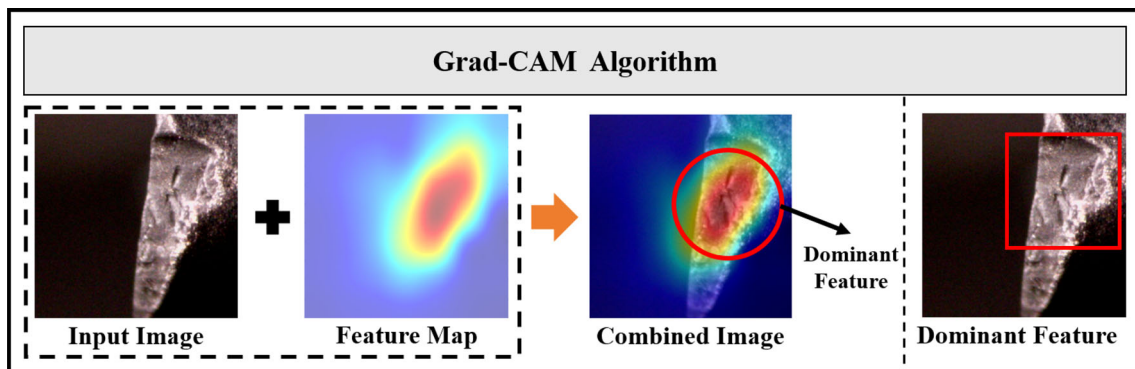 Grad-CAM Algorithm
Dominant
Feature
Input Image
Feature Map
Combined Image
Dominant Feature